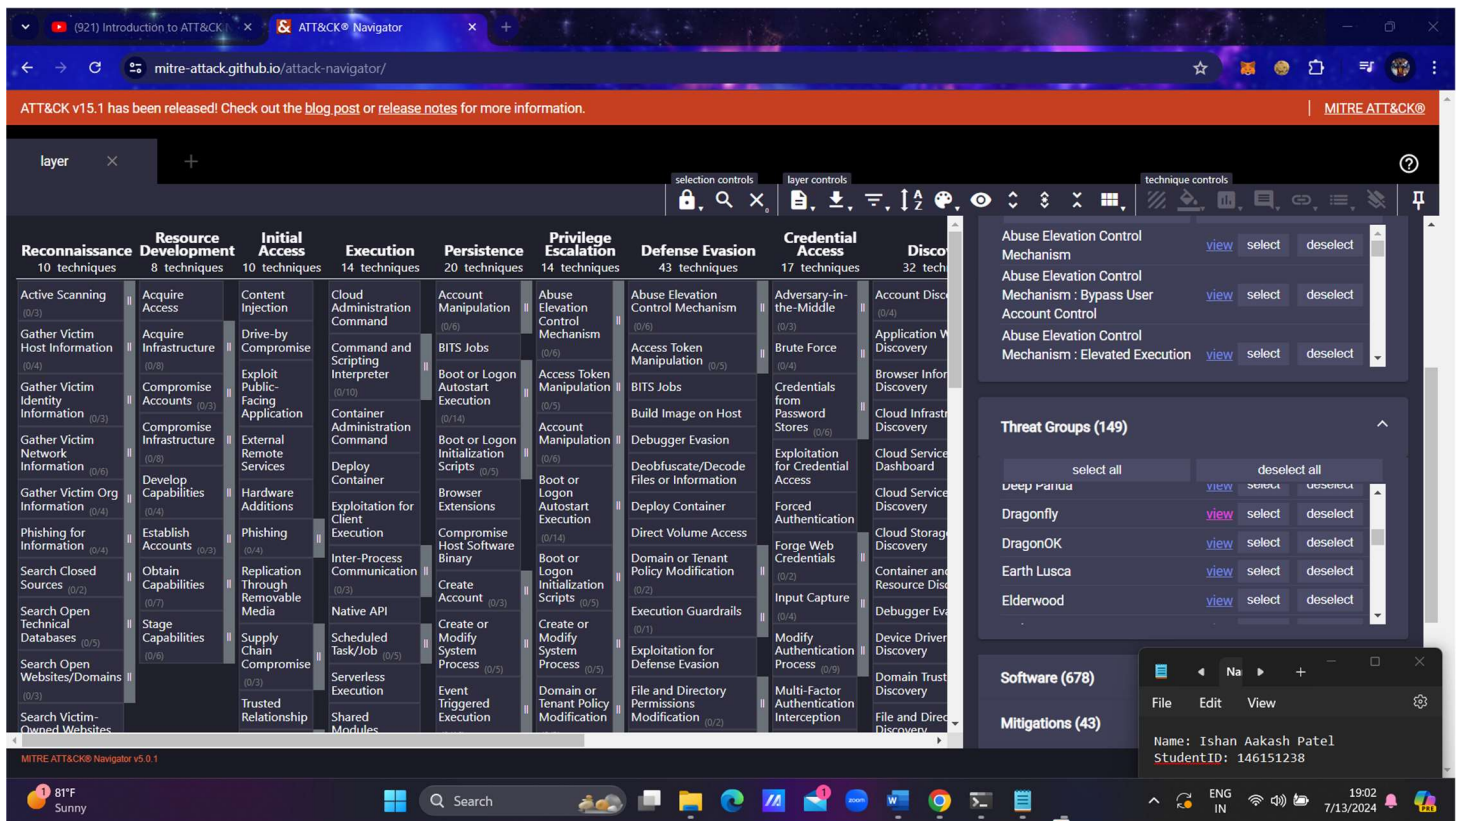 (921) Introduction to ATT&CK N
ATT&CK® Navigator
mitre-attack.github.io/attack-navigator/
ATT&CK v15.1 has been released! Check out the blog post or release notes for more information.
MITRE ATT&CK®
layer
selection controls
layer controls
technique controls
Reconnaissance
10 techniques
Active Scanning (0/3)
Gather Victim
Host Information
(0/4)
Gather Victim
Identity
Information (0/3)
Gather Victim
Network
Information (0/6)
Gather Victim Org
Information (0/4)
Phishing for
Information (0/4)
Search Closed
Sources (0/2)
Search Open
Technical
Databases (0/5)
Search Open
Websites/Domains
(0/3)
Search Victim-
Owned Websites
Resource
Development
8 techniques
Acquire
Access
Acquire
Infrastructure
(0/8)
Compromise
Accounts (0/3)
Compromise
Infrastructure
(0/8)
Develop
Capabilities
(0/4)
Establish
Accounts (0/3)
Obtain
Capabilities
(0/7)
Stage
Capabilities
(0/6)
Initial
Access
10 techniques
Content
Injection
Drive-by
Compromise
Exploit
Public-
Facing
Application
External
Remote
Services
Hardware
Additions
Phishing
(0/4)
Replication
Through
Removable
Media
Supply
Chain
Compromise
(0/3)
Trusted
Relationship
Execution
14 techniques
Cloud
Administration
Command
Command and
Scripting
Interpreter
(0/10)
Container
Administration
Command
Deploy
Container
Exploitation for
Client
Execution
Inter-Process
Communication
(0/3)
Native API
Scheduled
Task/Job (0/5)
Serverless
Execution
Shared
Modules
Persistence
20 techniques
Account
Manipulation
(0/6)
BITS Jobs
Boot or Logon
Autostart
Execution
(0/14)
Boot or Logon
Initialization
Scripts (0/5)
Browser
Extensions
Compromise
Host Software
Binary
Create
Account (0/3)
Create or
Modify
System
Process (0/5)
Event
Triggered
Execution
Privilege
Escalation
14 techniques
Abuse
Elevation
Control
Mechanism
(0/6)
Access Token
Manipulation
(0/5)
Account
Manipulation
(0/6)
Boot or
Logon
Autostart
Execution
(0/14)
Boot or
Logon
Initialization
Scripts (0/5)
Create or
Modify
System
Process (0/5)
Domain or
Tenant Policy
Modification
Defense Evasion
43 techniques
Abuse Elevation
Control Mechanism
(0/6)
Access Token
Manipulation (0/5)
BITS Jobs
Build Image on Host
Debugger Evasion
Deobfuscate/Decode
Files or Information
Deploy Container
Direct Volume Access
Domain or Tenant
Policy Modification
(0/2)
Execution Guardrails
(0/1)
Exploitation for
Defense Evasion
File and Directory
Permissions
Modification (0/2)
Credential
Access
17 techniques
Adversary-in-
the-Middle
(0/3)
Brute Force
(0/4)
Credentials
from
Password
Stores (0/6)
Exploitation
for Credential
Access
Forced
Authentication
Forge Web
Credentials
(0/2)
Input Capture
(0/4)
Modify
Authentication
Process (0/9)
Multi-Factor
Authentication
Interception
Disco
32 tech
Account Disco
(0/4)
Application W
Discovery
Browser Infor
Discovery
Cloud Infrastr
Discovery
Cloud Service
Dashboard
Cloud Service
Discovery
Cloud Storag
Discovery
Container and
Resource Disc
Debugger Eva
Device Driver
Discovery
Domain Trust
Discovery
File and Direc
Discovery
Abuse Elevation Control
Mechanism view select deselect
Abuse Elevation Control
Mechanism : Bypass User
Account Control view select deselect
Abuse Elevation Control
Mechanism : Elevated Execution view select deselect
Threat Groups (149)
select all deselect all
Deep Panda view select deselect
Dragonfly view select deselect
DragonOK view select deselect
Earth Lusca view select deselect
Elderwood view select deselect
Software (678)
Mitigations (43)
Na
File Edit View
Name: Ishan Aakash Patel
StudentID: 146151238
MITRE ATT&CK® Navigator v5.0.1
1
81°F
Sunny
Search
1
zoom
ENG
IN
19:02
7/13/2024
PRE